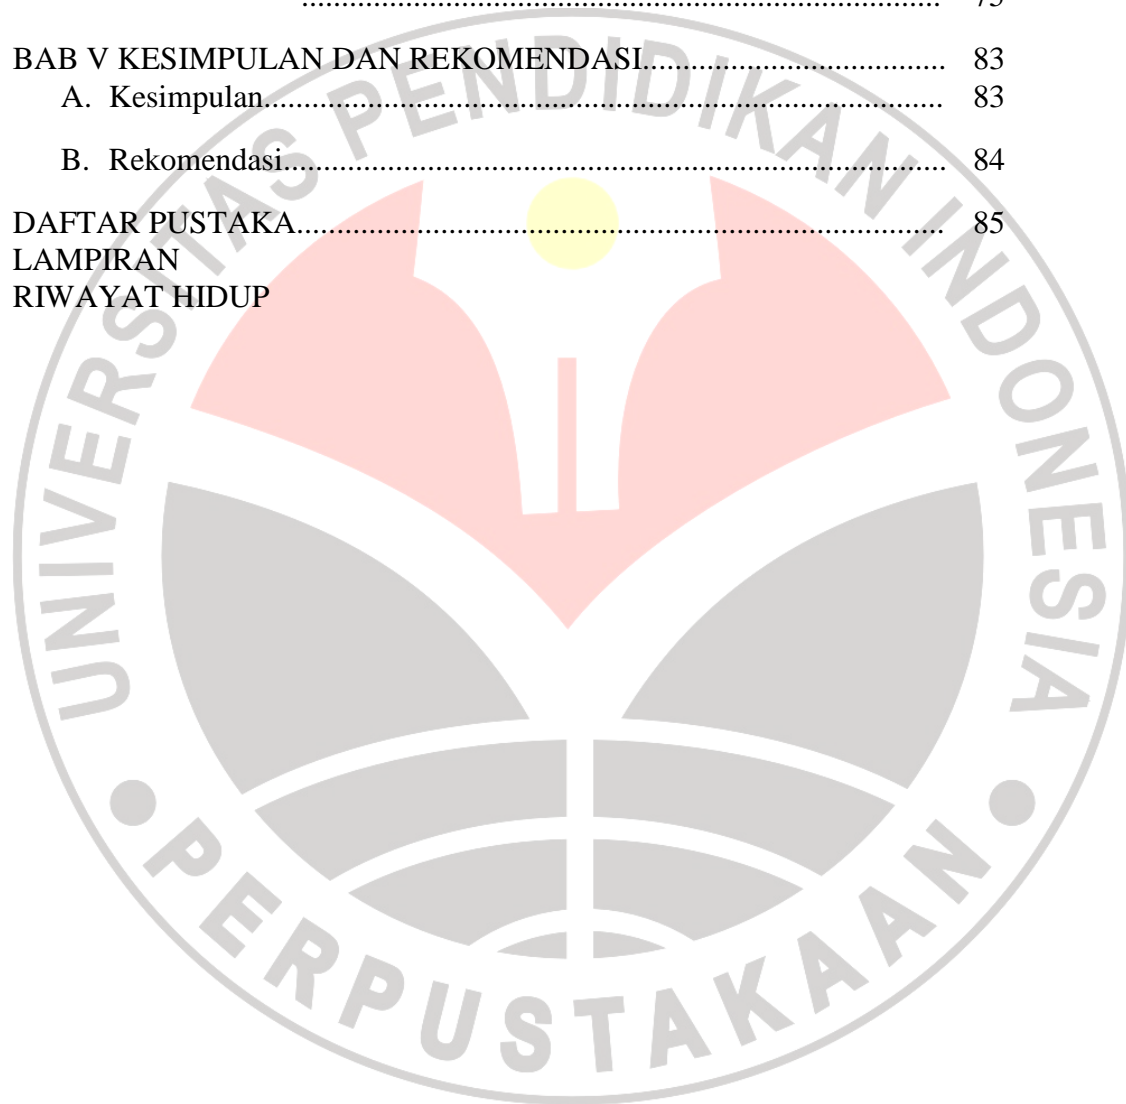 BAB V KESIMPULAN DAN REKOMENDASI..................................... 83
A. Kesimpulan.................................................................................. 83
B. Rekomendasi................................................................................ 84
DAFTAR PUSTAKA.............................................................................. 85
LAMPIRAN
RIWAYAT HIDUP
UNIVERSITAS PENDIDIKAN INDONESIA
PERPUSTAKAAN